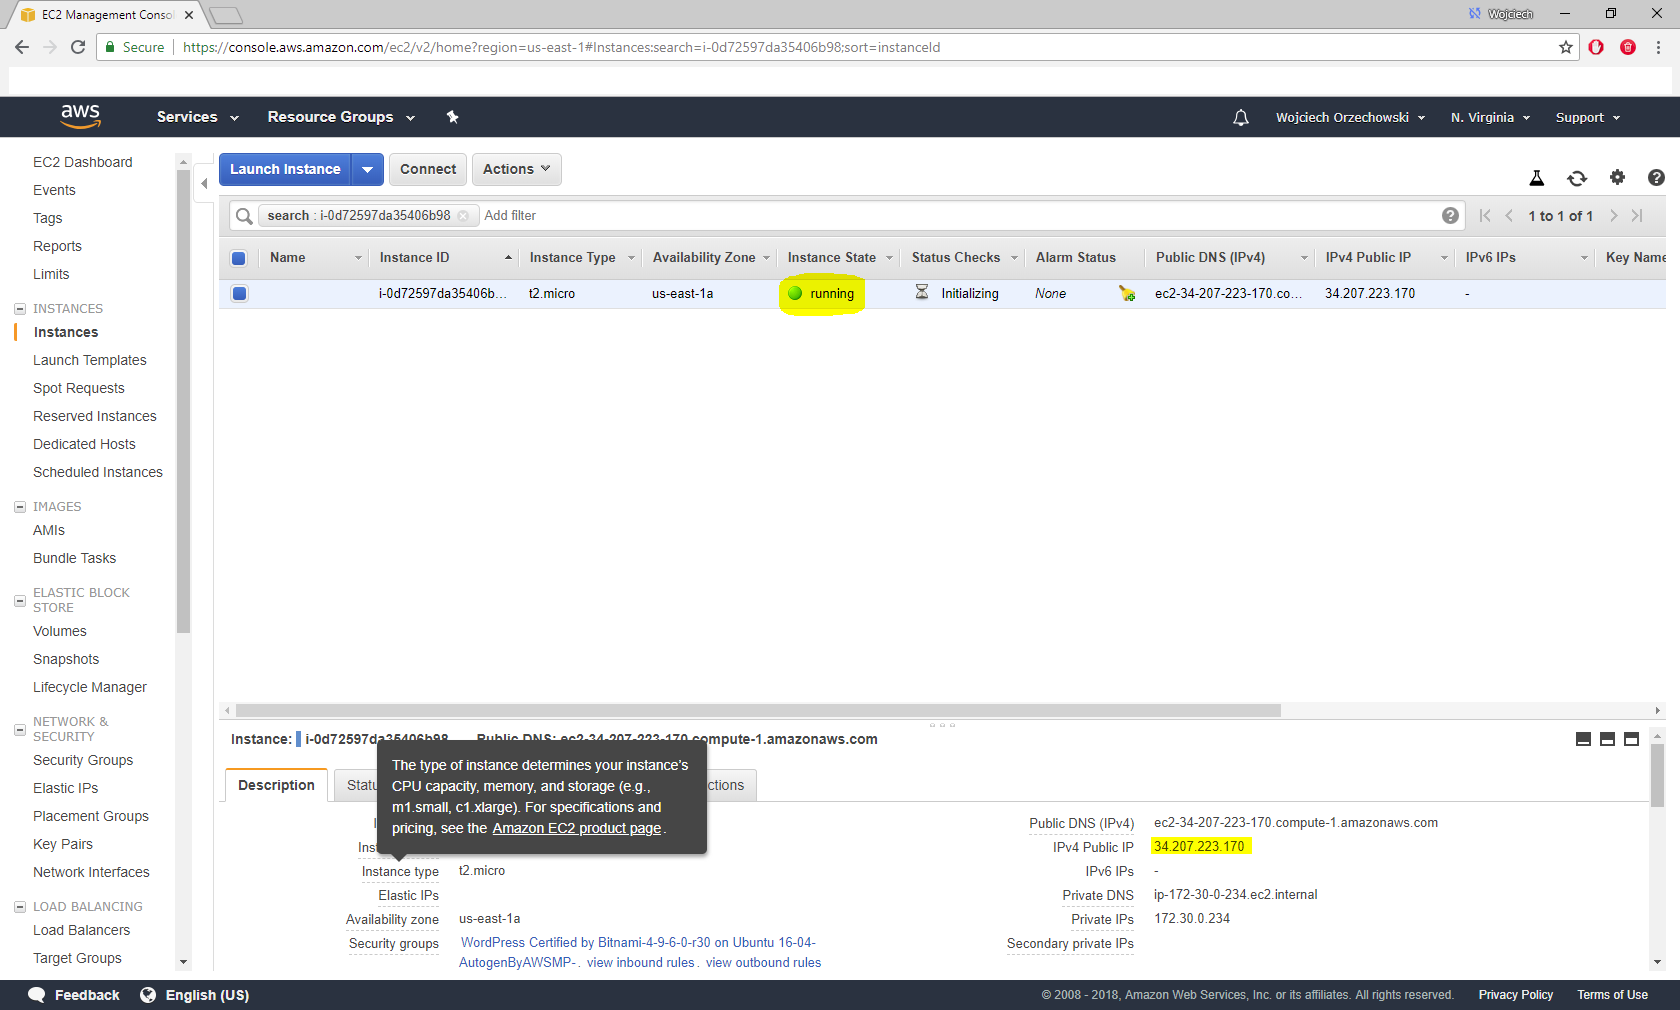 EC2 Management Conso
Wojciech
Secure
https://console.aws.amazon.com/ec2/v2/home?region=us-east-1#Instances:search=i-0d72597da35406b98;sort=instanceId
aws
Services
Resource Groups
Wojciech Orzechowski
N. Virginia
Support
EC2 Dashboard
Events
Tags
Reports
Limits
INSTANCES
Instances
Launch Templates
Spot Requests
Reserved Instances
Dedicated Hosts
Scheduled Instances
IMAGES
AMIs
Bundle Tasks
ELASTIC BLOCK
STORE
Volumes
Snapshots
Lifecycle Manager
NETWORK &
SECURITY
Security Groups
Elastic IPs
Placement Groups
Key Pairs
Network Interfaces
LOAD BALANCING
Load Balancers
Target Groups
Launch Instance
Connect
Actions
search : i-0d72597da35406b98
Add filter
1 to 1 of 1
Name Instance ID Instance Type Availability Zone Instance State Status Checks Alarm Status Public DNS (IPv4) IPv4 Public IP IPv6 IPs Key Name
i-0d72597da35406b... t2.micro us-east-1a running Initializing None ec2-34-207-223-170.co... 34.207.223.170 -
Instance: i-0d72597da35406b98 Public DNS: ec2-34-207-223-170.compute-1.amazonaws.com
Description
Statu
ctions
The type of instance determines your instance's
CPU capacity, memory, and storage (e.g.,
m1.small, c1.xlarge). For specifications and
pricing, see the Amazon EC2 product page.
Inst
Instance type t2.micro
Elastic IPs
Availability zone us-east-1a
Security groups WordPress Certified by Bitnami-4-9-6-0-r30 on Ubuntu 16-04-
AutogenByAWSMP-. view inbound rules. view outbound rules
Public DNS (IPv4) ec2-34-207-223-170.compute-1.amazonaws.com
IPv4 Public IP 34.207.223.170
IPv6 IPs -
Private DNS ip-172-30-0-234.ec2.internal
Private IPs 172.30.0.234
Secondary private IPs
Feedback
English (US)
© 2008 - 2018, Amazon Web Services, Inc. or its affiliates. All rights reserved.
Privacy Policy
Terms of Use